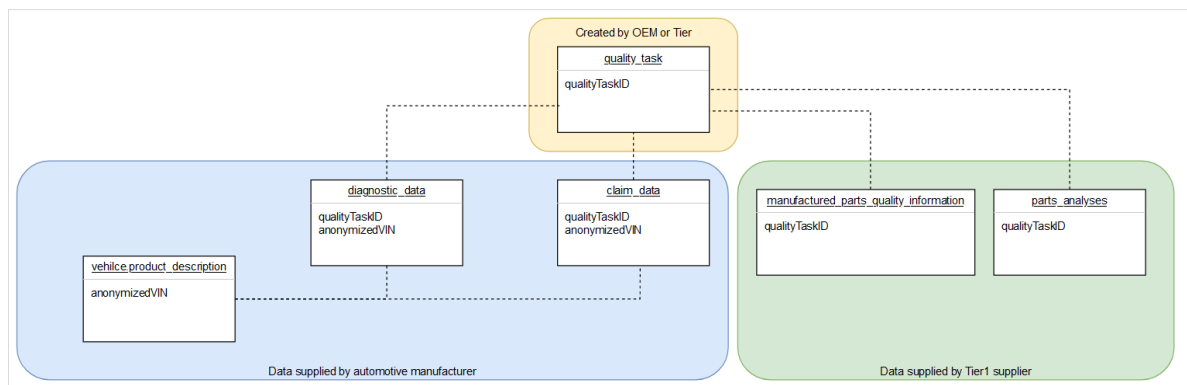 Created by OEM or Tier
quality_task
qualityTaskID
diagnostic_data
qualityTaskID
anonymizedVIN
claim_data
qualityTaskID
anonymizedVIN
manufactured_parts_quality_information
qualityTaskID
parts_analyses
qualityTaskID
vehilce.product_description
anonymizedVIN
Data supplied by automotive manufacturer
Data supplied by Tier1 supplier